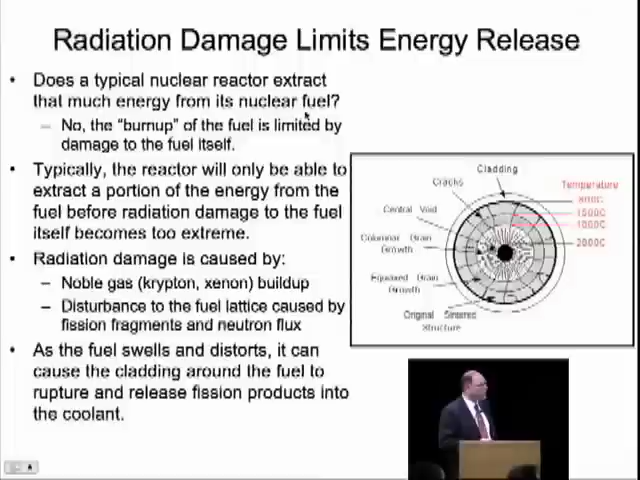 Radiation Damage Limits Energy Release
• Does a typical nuclear reactor extract
that much energy from its nuclear fuel?
– No, the “burnup” of the fuel is limited by
damage to the fuel itself.
• Typically, the reactor will only be able to
extract a portion of the energy from the
fuel before radiation damage to the fuel
itself becomes too extreme.
• Radiation damage is caused by:
– Noble gas (krypton, xenon) buildup
– Disturbance to the fuel lattice caused by
fission fragments and neutron flux
• As the fuel swells and distorts, it can
cause the cladding around the fuel to
rupture and release fission products into
the coolant.
Cladding
Cracks
Central Void
Columnar Grain
Growth
Equiaxed Grain
Growth
Original Sintered
Structure
Temperature
1500C
2000C